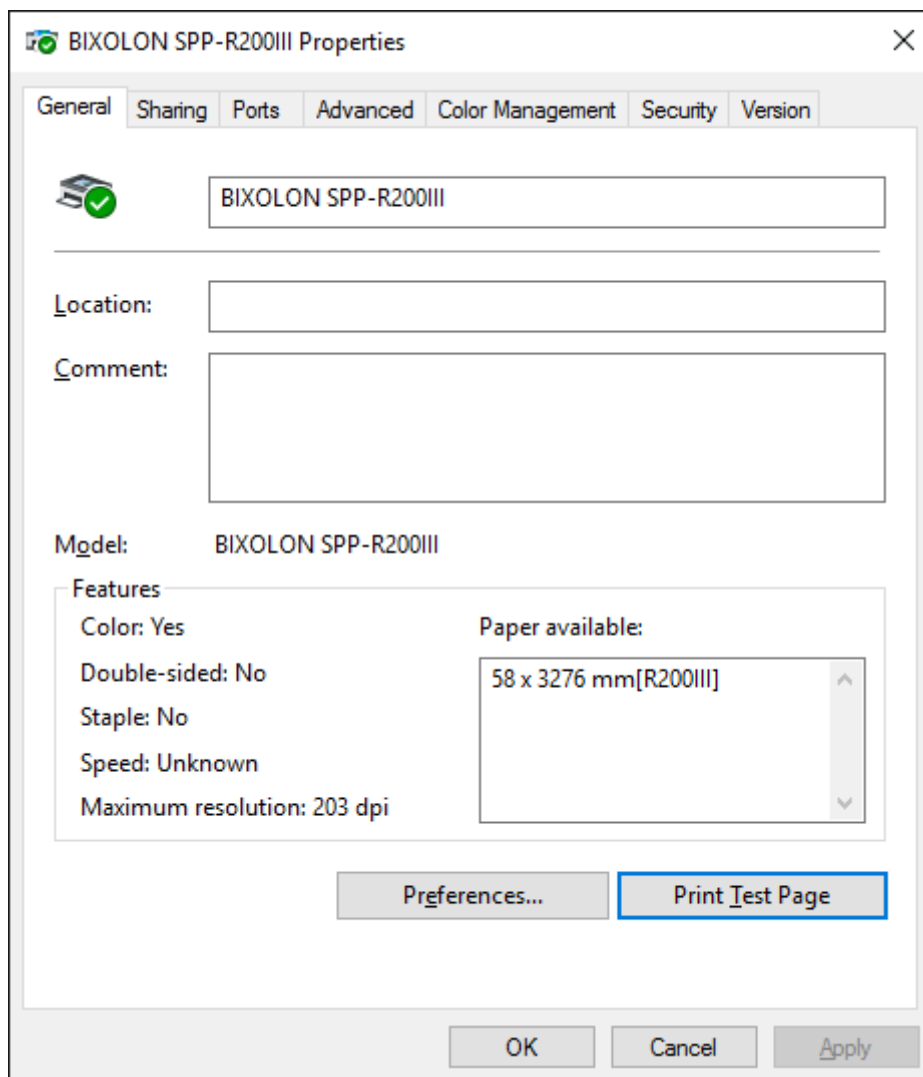 BIXOLON SPP-R200III Properties
General Sharing Ports Advanced Color Management Security Version
BIXOLON SPP-R200III
Location:
Comment:
Model: BIXOLON SPP-R200III
Features
Color: Yes
Paper available:
Double-sided: No
58 x 3276 mm[R200III]
Staple: No
Speed: Unknown
Maximum resolution: 203 dpi
Preferences... Print Test Page
OK Cancel Apply